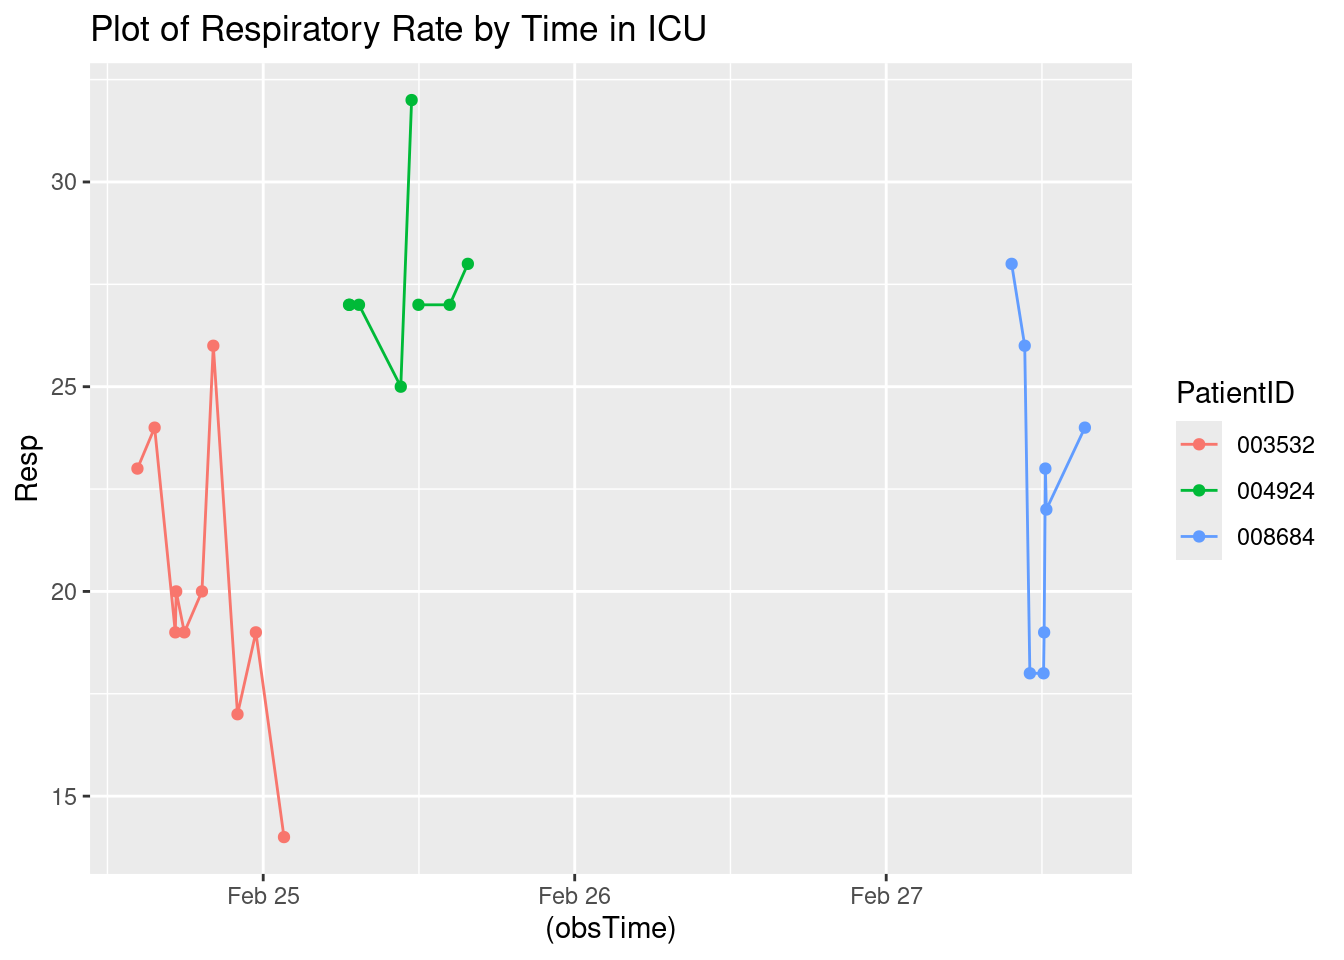 Plot of Respiratory Rate by Time in ICU
30
25
20
15
Resp
Feb 25
Feb 26
Feb 27
(obsTime)
PatientID
003532
004924
008684